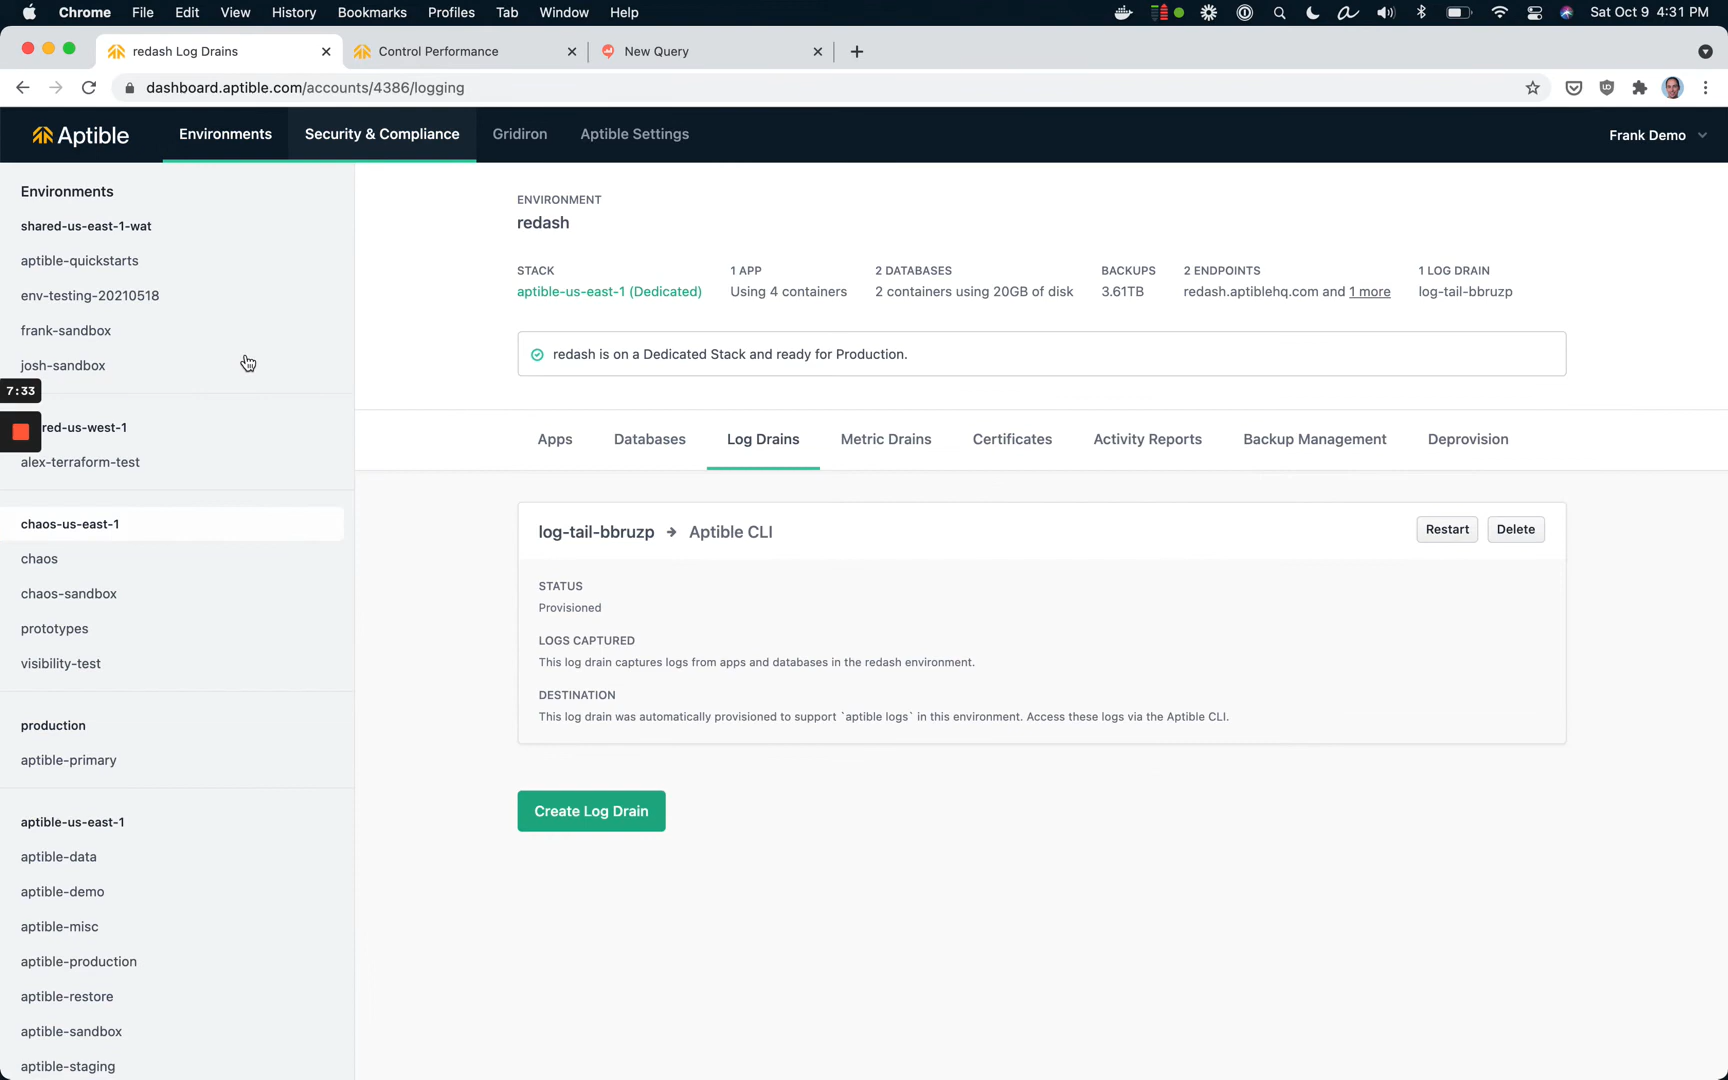 Chrome File Edit View History Bookmarks Profiles Tab Window Help Sat Oct 9 4:31 PM
redash Log Drains Control Performance New Query
dashboard.aptible.com/accounts/4386/logging
Aptible Environments Security & Compliance Gridiron Aptible Settings Frank Demo
Environments
shared-us-east-1-wat
aptible-quickstarts
env-testing-20210518
frank-sandbox
josh-sandbox
7:33
red-us-west-1
alex-terraform-test
chaos-us-east-1
chaos
chaos-sandbox
prototypes
visibility-test
production
aptible-primary
aptible-us-east-1
aptible-data
aptible-demo
aptible-misc
aptible-production
aptible-restore
aptible-sandbox
aptible-staging
ENVIRONMENT
redash
STACK 1 APP 2 DATABASES BACKUPS 2 ENDPOINTS 1 LOG DRAIN
aptible-us-east-1 (Dedicated) Using 4 containers 2 containers using 20GB of disk 3.61TB redash.aptiblehq.com and 1 more log-tail-bbruzp
redash is on a Dedicated Stack and ready for Production.
Apps Databases Log Drains Metric Drains Certificates Activity Reports Backup Management Deprovision
log-tail-bbruzp → Aptible CLI Restart Delete
STATUS
Provisioned
LOGS CAPTURED
This log drain captures logs from apps and databases in the redash environment.
DESTINATION
This log drain was automatically provisioned to support `aptible logs` in this environment. Access these logs via the Aptible CLI.
Create Log Drain